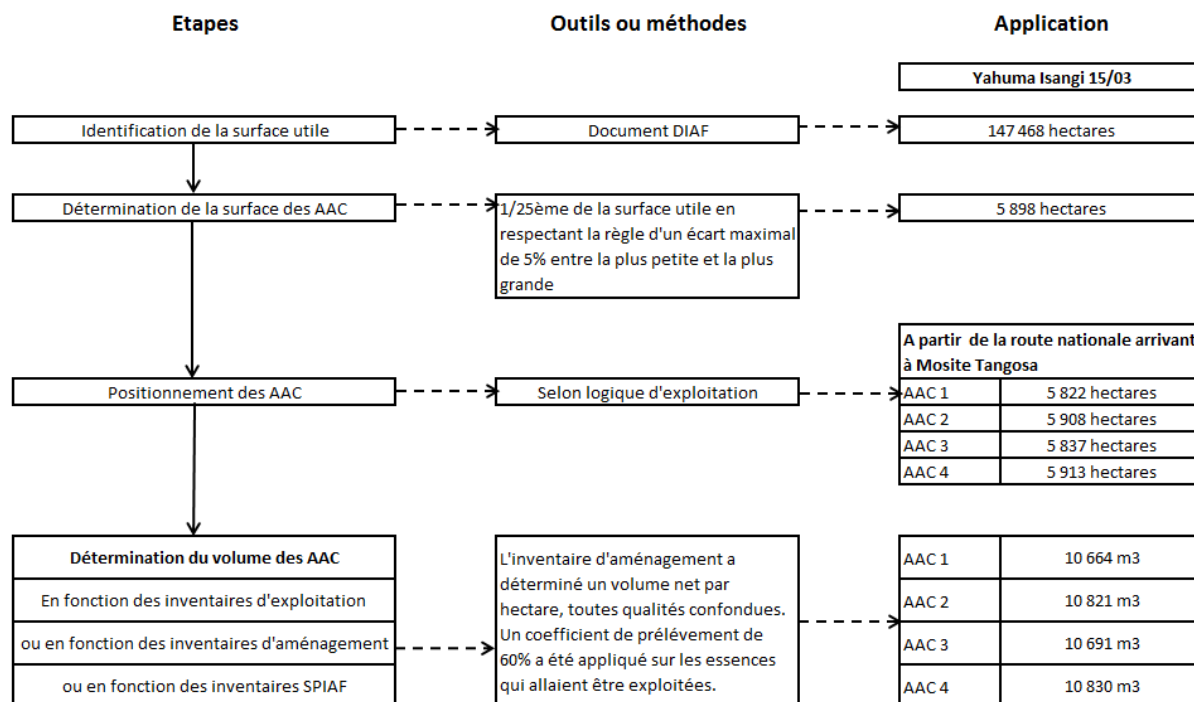 Etapes
Outils ou méthodes
Application
Yahuma Isangi 15/03
Identification de la surface utile
Document DIAF
147 468 hectares
Détermination de la surface des AAC
1/25ème de la surface utile en
respectant la règle d'un écart maximal
de 5% entre la plus petite et la plus
grande
5 898 hectares
Positionnement des AAC
Selon logique d'exploitation
A partir de la route nationale arrivant
à Mosite Tangosa
AAC 1 5 822 hectares
AAC 2 5 908 hectares
AAC 3 5 837 hectares
AAC 4 5 913 hectares
Détermination du volume des AAC
En fonction des inventaires d'exploitation
ou en fonction des inventaires d'aménagement
ou en fonction des inventaires SPIAF
L'inventaire d'aménagement a
déterminé un volume net par
hectare, toutes qualités confondues.
Un coefficient de prélévement de
60% a été appliqué sur les essences
qui allaient être exploitées.
AAC 1 10 664 m3
AAC 2 10 821 m3
AAC 3 10 691 m3
AAC 4 10 830 m3